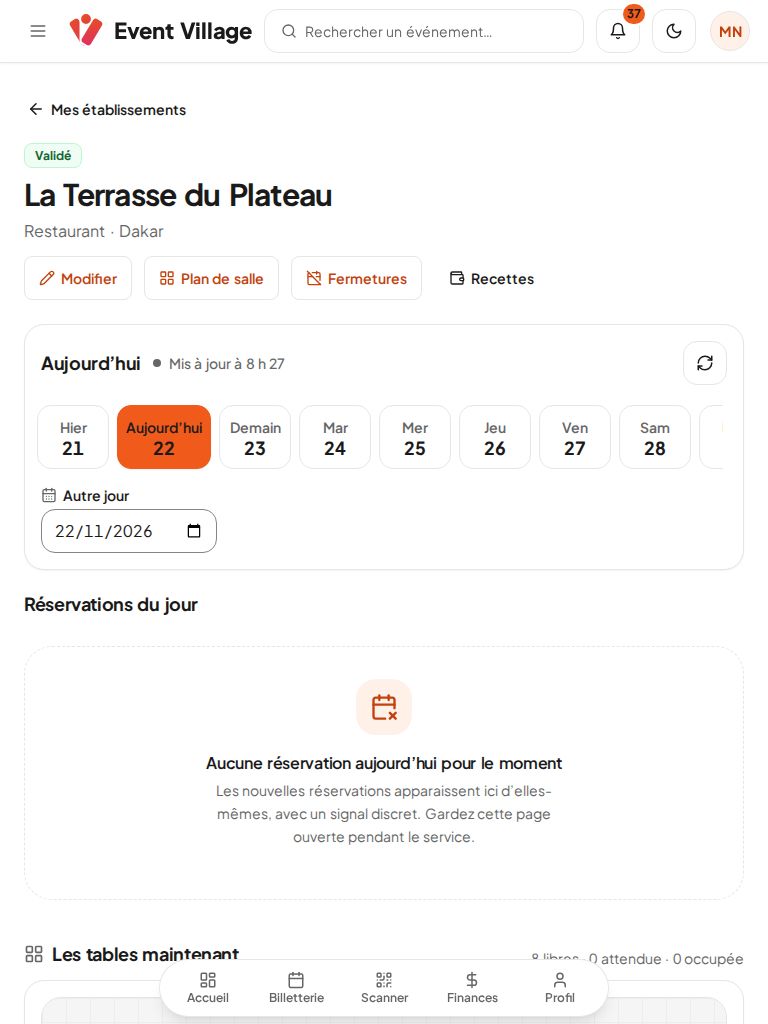 Event Village
Rechercher un événement…
37
MN
Mes établissements
Validé
La Terrasse du Plateau
Restaurant · Dakar
Modifier
Plan de salle
Fermetures
Recettes
Aujourd’hui
Mis à jour à 8 h 27
Hier
21
Aujourd’hui
22
Demain
23
Mar
24
Mer
25
Jeu
26
Ven
27
Sam
28
Autre jour
22/11/2026
Réservations du jour
Aucune réservation aujourd’hui pour le moment
Les nouvelles réservations apparaissent ici d’elles-
mêmes, avec un signal discret. Gardez cette page
ouverte pendant le service.
Les tables maintenant
8 libres · 0 attendue · 0 occupée
Accueil
Billetterie
Scanner
Finances
Profil